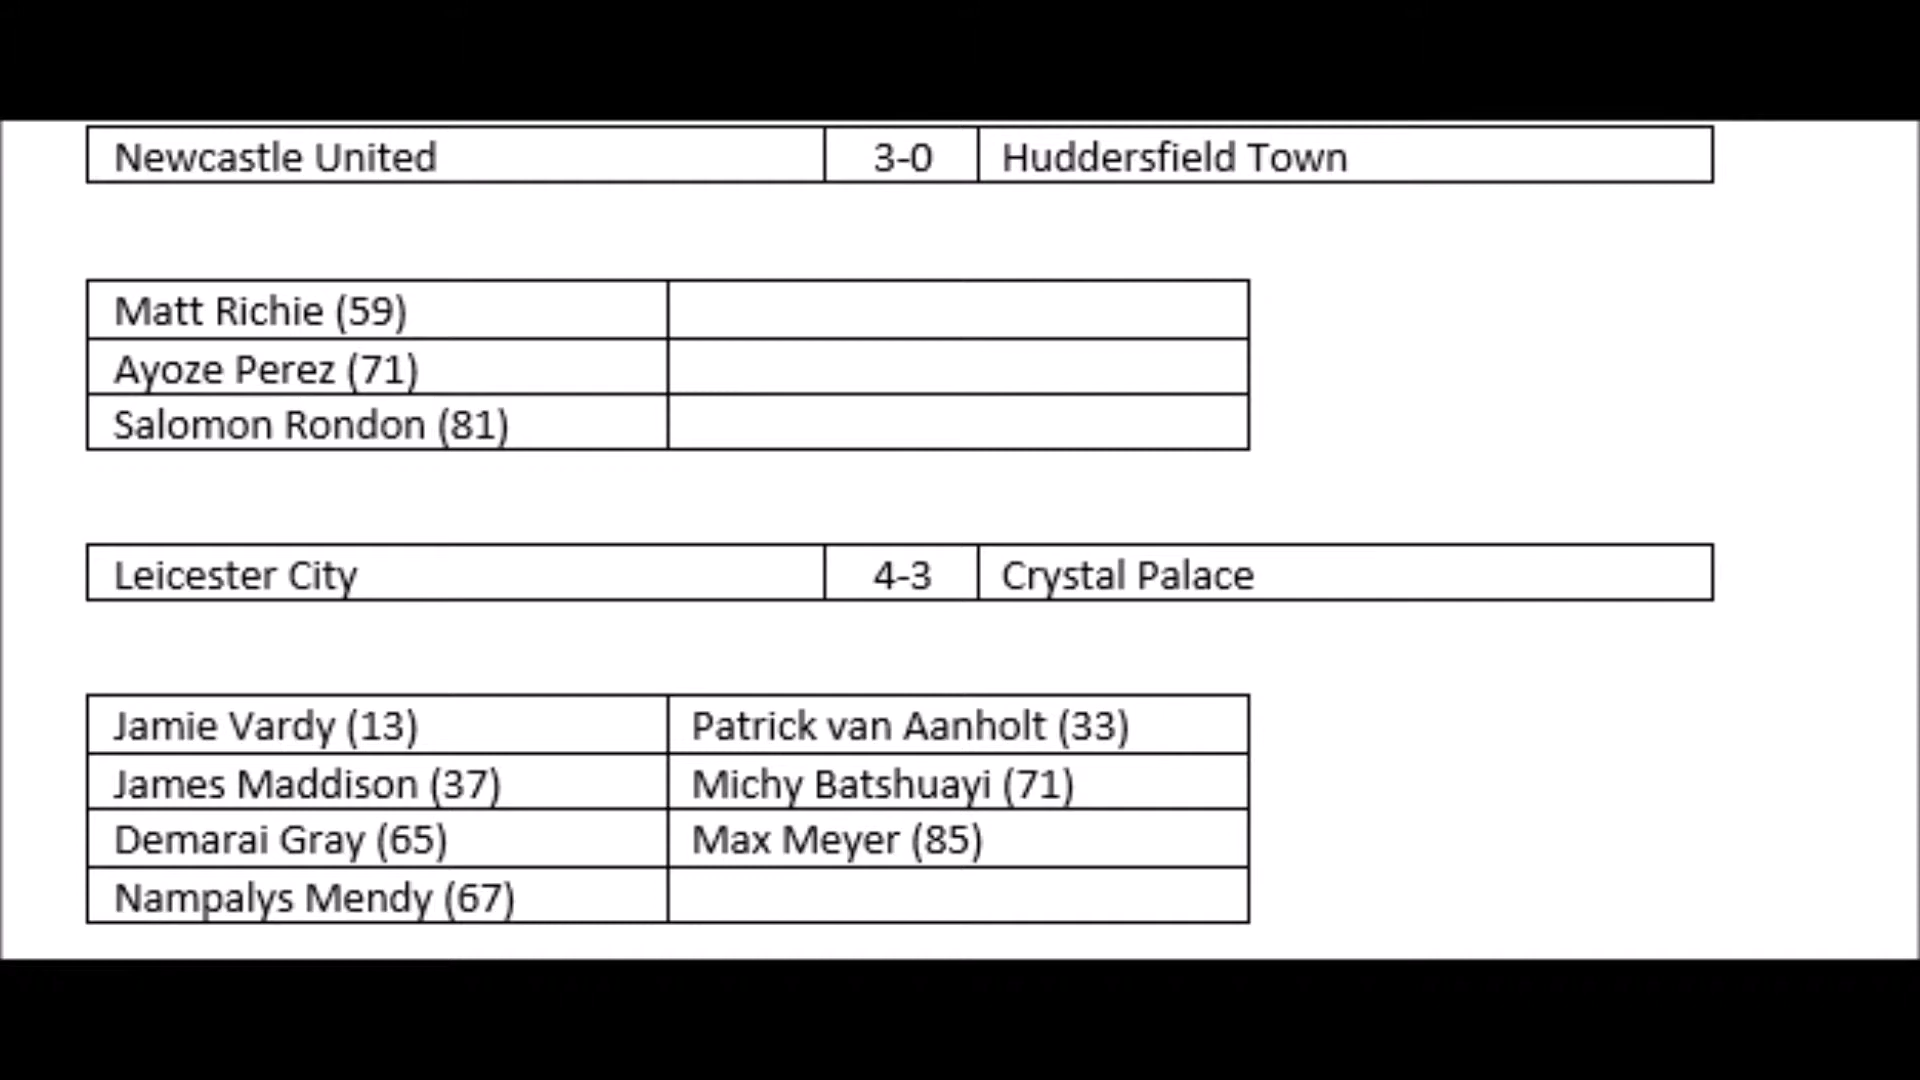 Newcastle United 3-0 Huddersfield Town
Matt Richie (59)
Ayoze Perez (71)
Salomon Rondon (81)
Leicester City 4-3 Crystal Palace
Jamie Vardy (13) Patrick van Aanholt (33)
James Maddison (37) Michy Batshuayi (71)
Demarai Gray (65) Max Meyer (85)
Nampalys Mendy (67)